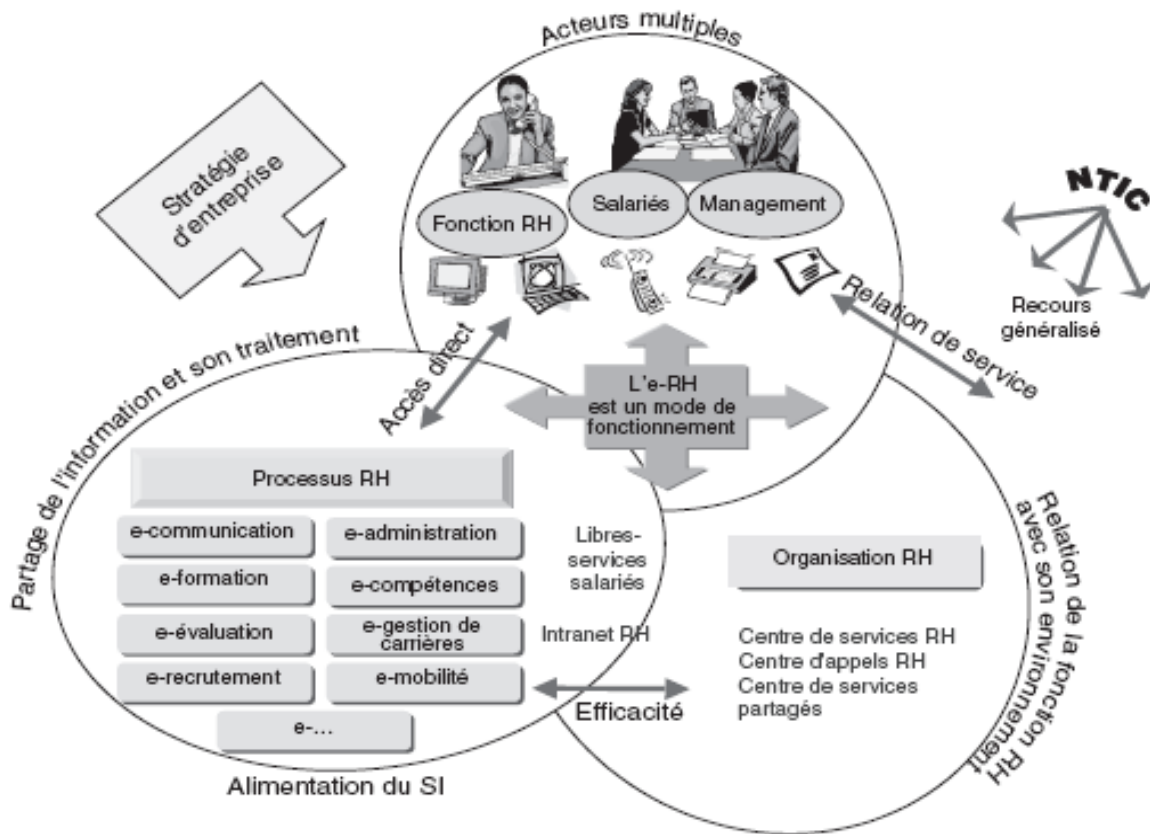 Acteurs multiples
Stratégie
d'entreprise
Fonction RH
Salariés
Management
NTIC
Recours
généralisé
Relation de service
Accès direct
L'e-RH
est un mode de
fonctionnement
Partage de l'information et son traitement
Processus RH
e-communication
e-administration
e-formation
e-compétences
e-évaluation
e-gestion de
carrières
e-recrutement
e-mobilité
e-...
Libres-
services
salariés
Intranet RH
Efficacité
Alimentation du SI
Organisation RH
Centre de services RH
Centre d'appels RH
Centre de services
partagés
Relation de la fonction RH
avec son environnement